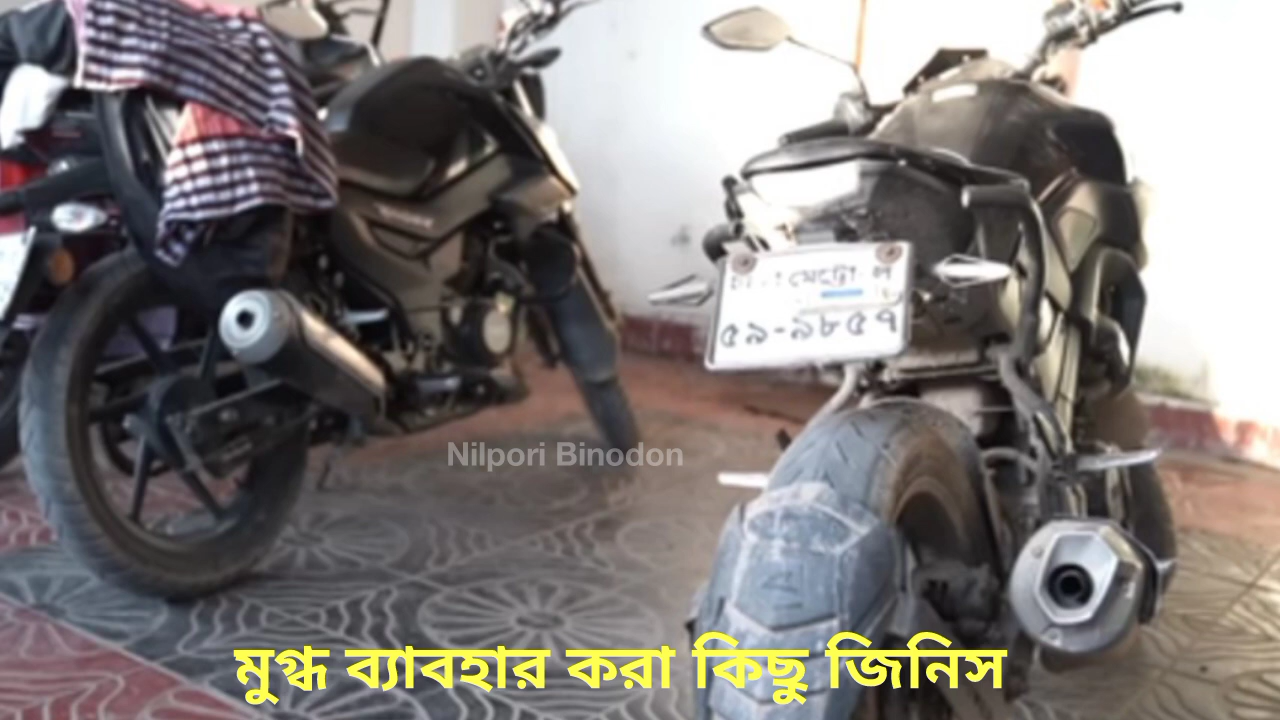 মেট্রো ল
৫৯-৯৮৫৭
Nilpori Binodon
মুগ্ধ ব্যাবহার করা কিছু জিনিস